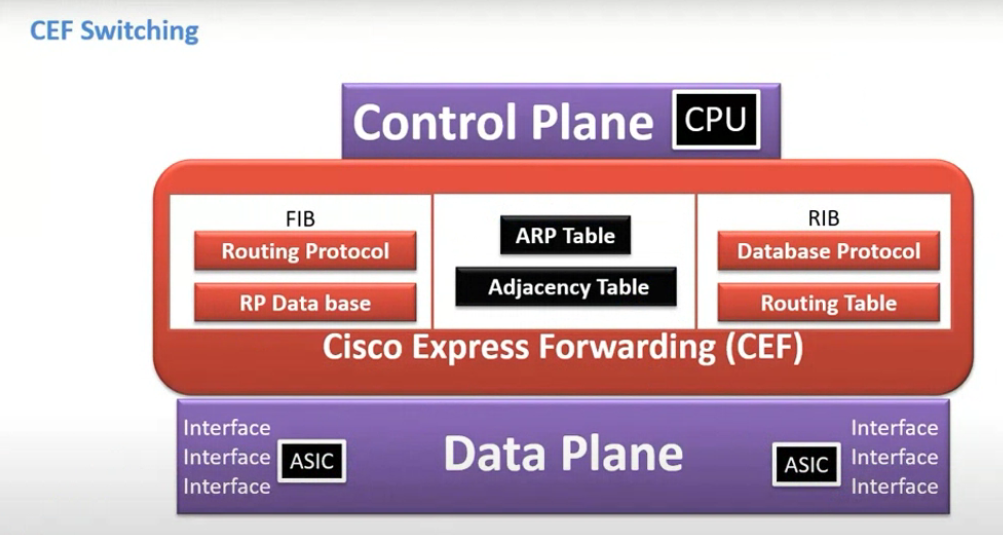 CEF Switching
Control Plane CPU
FIB
Routing Protocol
RP Data base
ARP Table
Adjacency Table
RIB
Database Protocol
Routing Table
Cisco Express Forwarding (CEF)
Interface
Interface
Interface
ASIC
Data Plane
ASIC
Interface
Interface
Interface